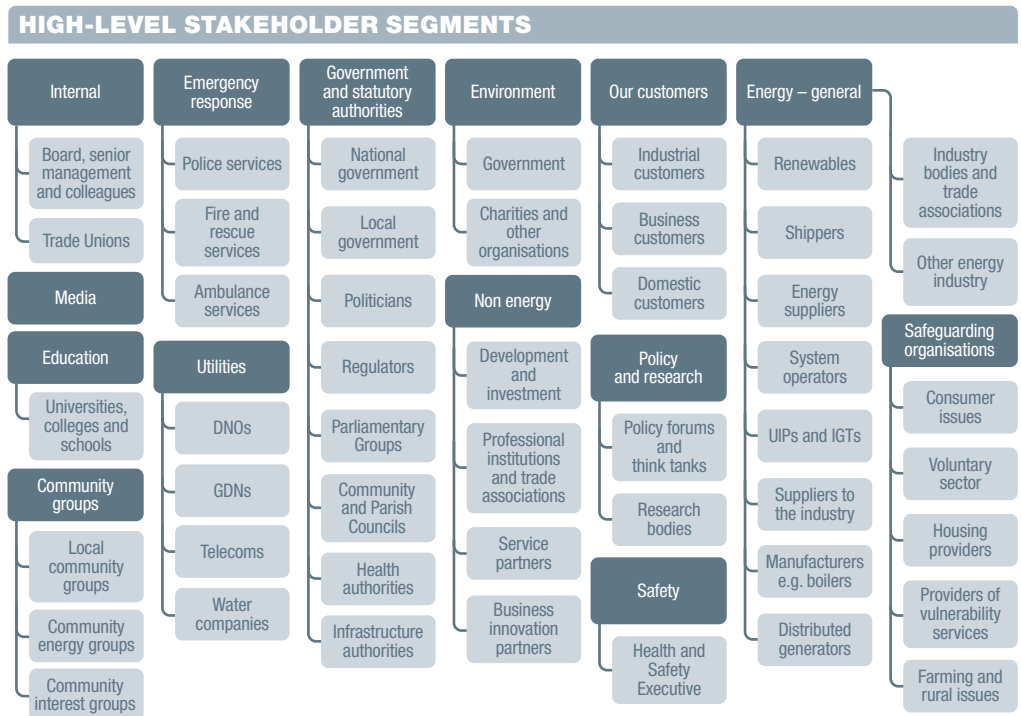 HIGH-LEVEL STAKEHOLDER SEGMENTS
Internal
Board, senior
management
and colleagues
Trade Unions
Media
Education
Universities,
colleges and
schools
Community
groups
Local
community
groups
Community
energy groups
Community
interest groups
Emergency
response
Police services
Fire and
rescue
services
Ambulance
services
Utilities
DNOs
GDNs
Telecoms
Water
companies
Government
and statutory
authorities
National
government
Local
government
Politicians
Regulators
Parliamentary
Groups
Community
and Parish
Councils
Health
authorities
Infrastructure
authorities
Environment
Government
Charities and
other
organisations
Non energy
Development
and
investment
Professional
institutions
and trade
associations
Service
partners
Business
innovation
partners
Our customers
Industrial
customers
Business
customers
Domestic
customers
Policy
and research
Policy forums
and
think tanks
Research
bodies
Safety
Health and
Safety
Executive
Energy – general
Renewables
Shippers
Energy
suppliers
System
operators
UIPs and IGTs
Suppliers to
the industry
Manufacturers
e.g. boilers
Distributed
generators
Industry
bodies and
trade
associations
Other energy
industry
Safeguarding
organisations
Consumer
issues
Voluntary
sector
Housing
providers
Providers of
vulnerability
services
Farming and
rural issues